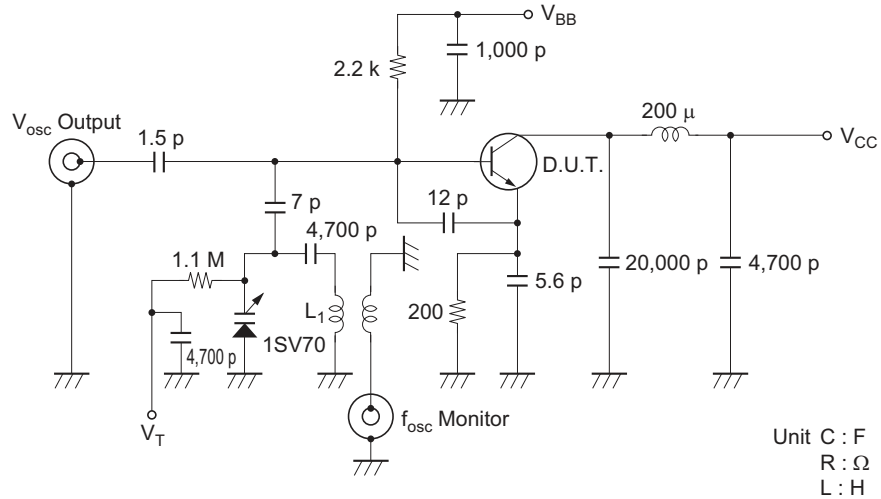 V_BB
1,000 p
2.2 k
200 μ
V_osc Output
1.5 p
V_CC
D.U.T.
7 p
12 p
4,700 p
1.1 M
5.6 p
20,000 p
4,700 p
L_1
200
1SV70
4,700 p
V_T
f_osc Monitor
Unit C : F
R : Ω
L : H